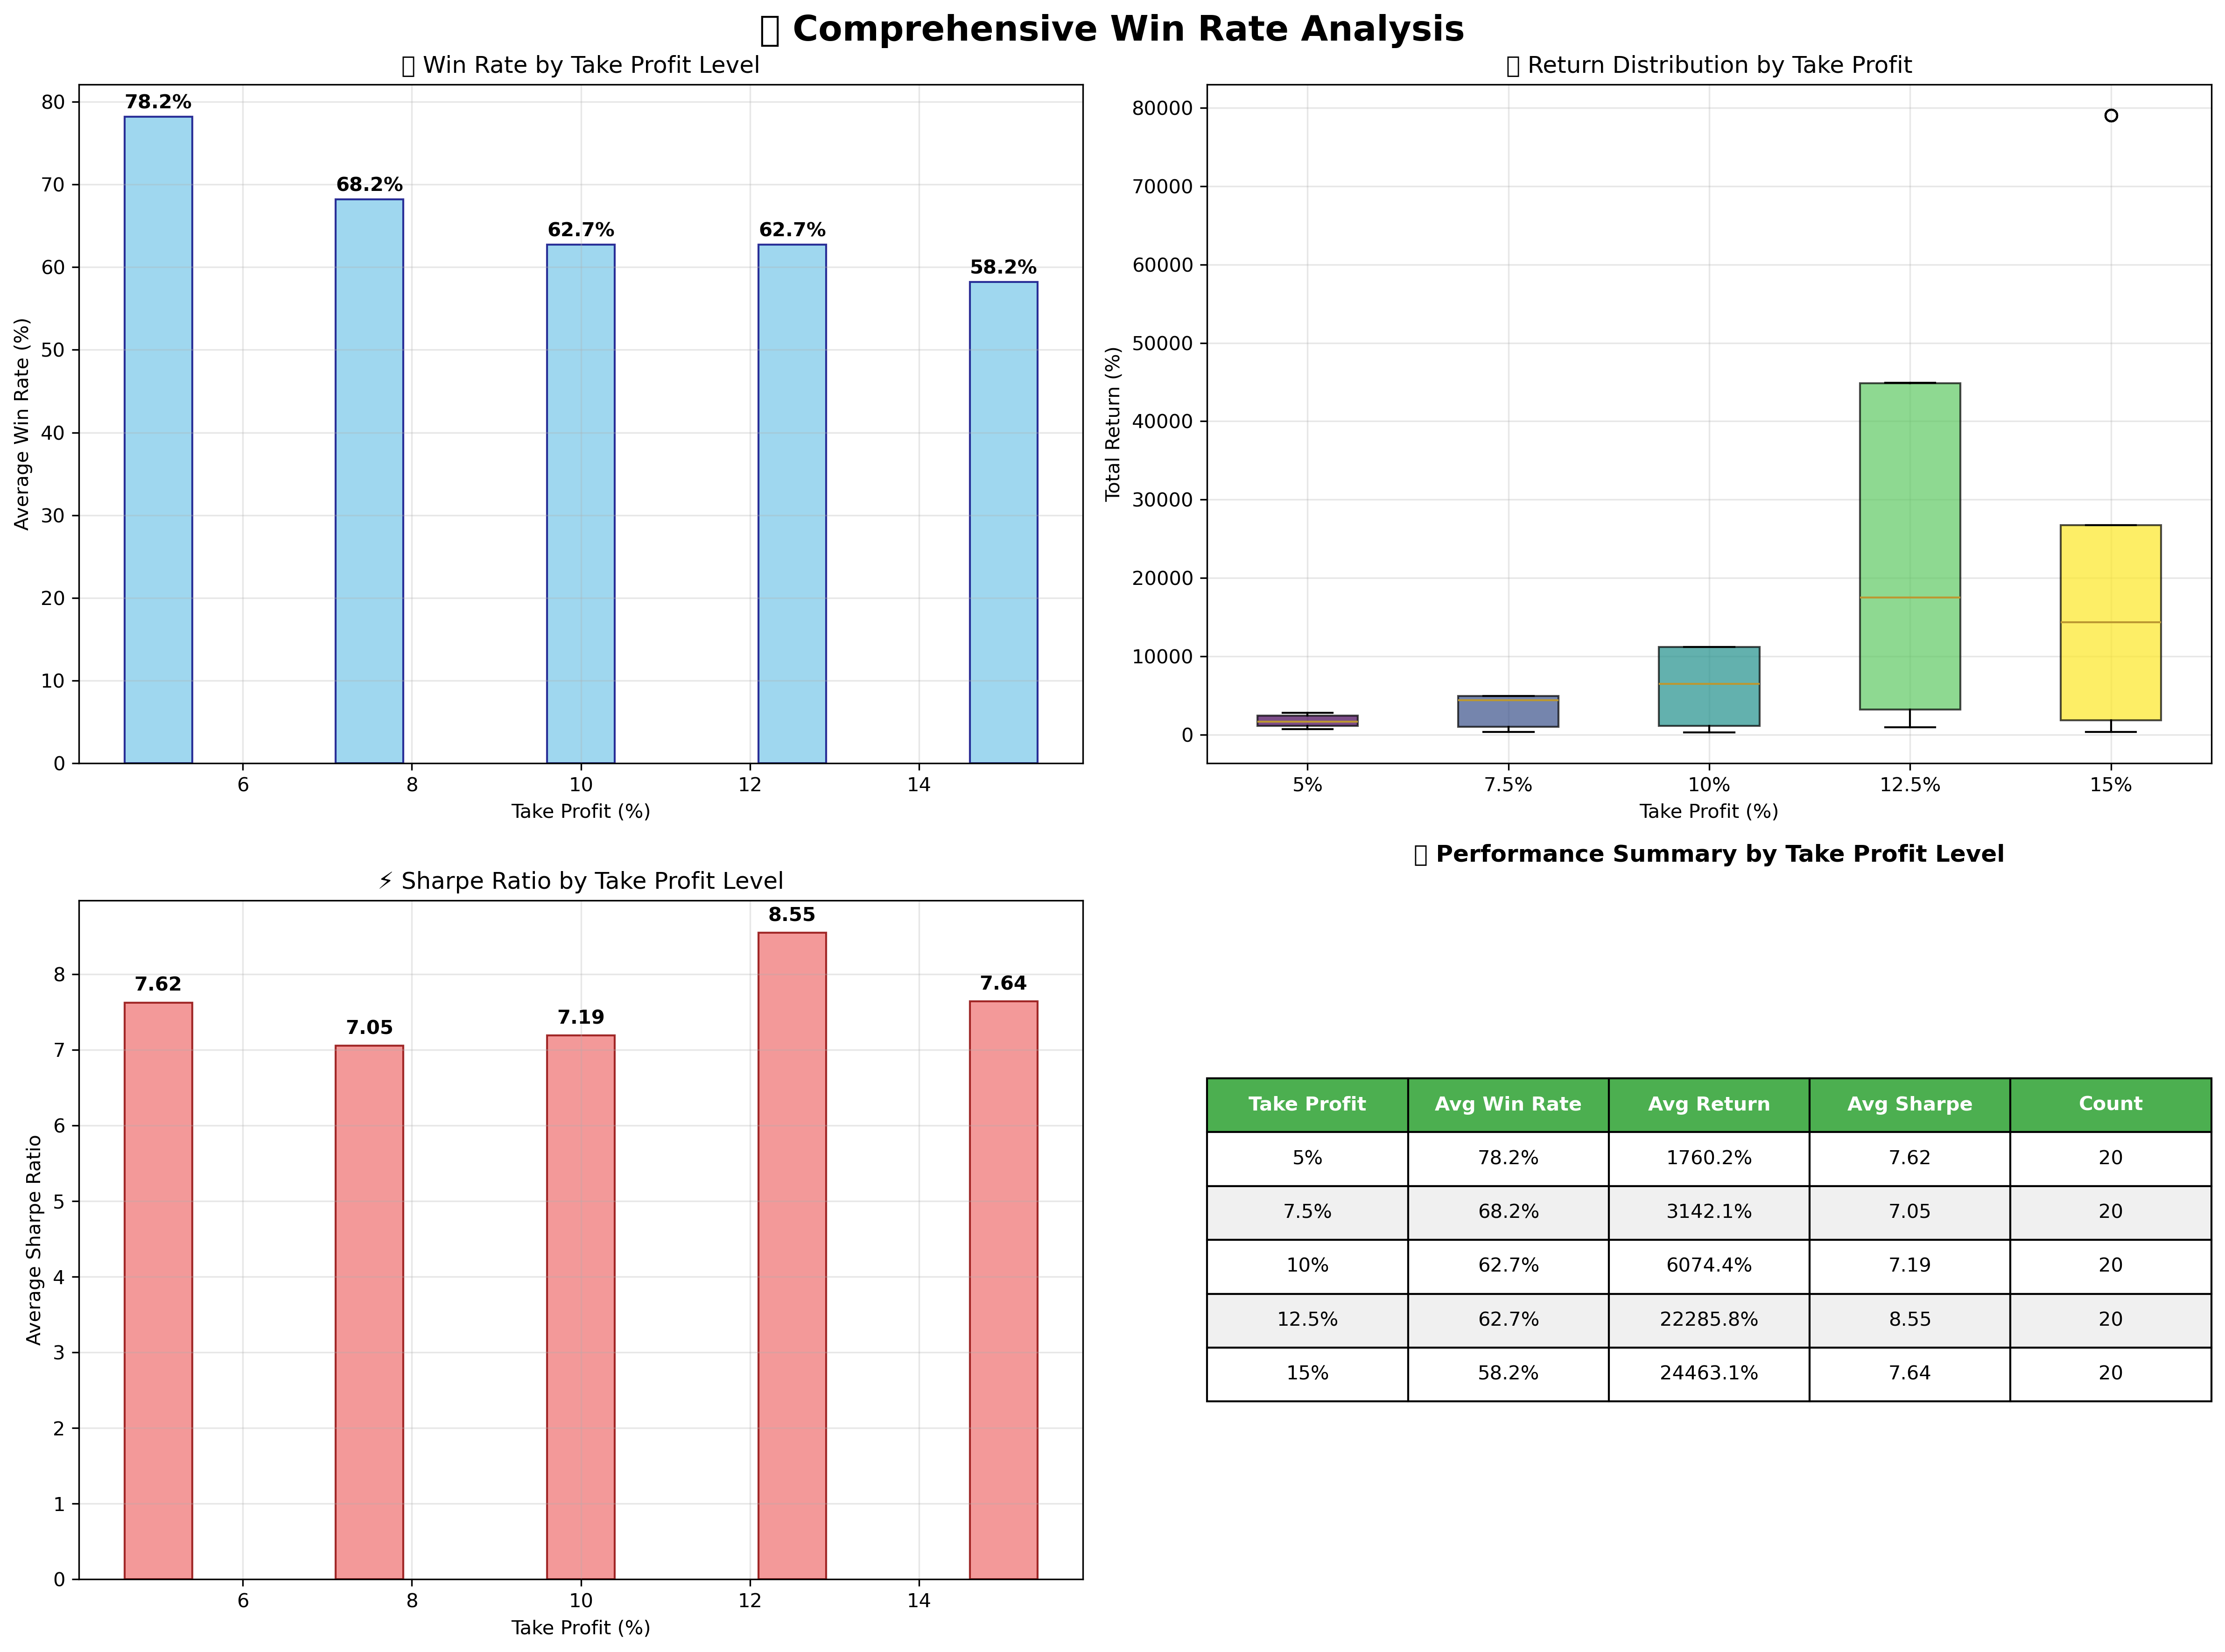 Comprehensive Win Rate Analysis
Win Rate by Take Profit Level
Average Win Rate (%)
80
70
60
50
40
30
20
10
0
78.2%
68.2%
62.7%
62.7%
58.2%
6 8 10 12 14
Take Profit (%)
Return Distribution by Take Profit
Total Return (%)
80000
70000
60000
50000
40000
30000
20000
10000
0
5% 7.5% 10% 12.5% 15%
Take Profit (%)
⚡ Sharpe Ratio by Take Profit Level
Average Sharpe Ratio
8
7
6
5
4
3
2
1
0
7.62
7.05
7.19
8.55
7.64
6 8 10 12 14
Take Profit (%)
Performance Summary by Take Profit Level
Take Profit Avg Win Rate Avg Return Avg Sharpe Count
5% 78.2% 1760.2% 7.62 20
7.5% 68.2% 3142.1% 7.05 20
10% 62.7% 6074.4% 7.19 20
12.5% 62.7% 22285.8% 8.55 20
15% 58.2% 24463.1% 7.64 20